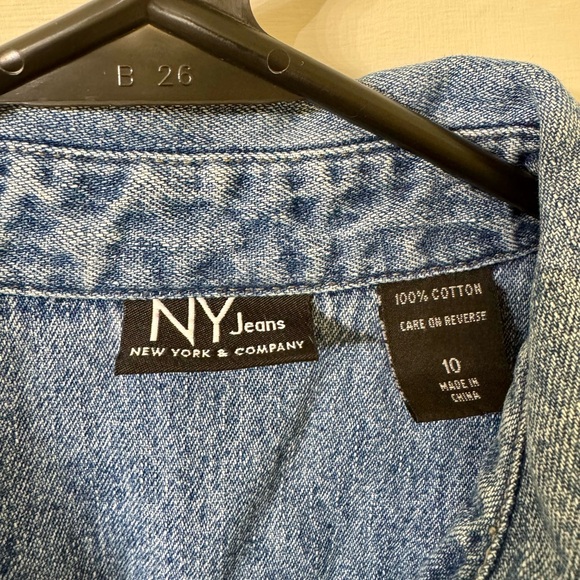 B 26
NY Jeans
NEW YORK & COMPANY
100% COTTON
CARE ON REVERSE
10
MADE IN
CHINA